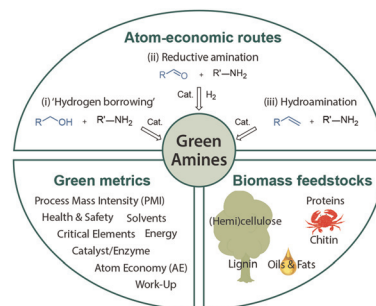 Atom-economic routes
(ii) Reductive amination
R O + R'—NH₂
Cat. H₂
(i) 'Hydrogen borrowing'
R OH + R'—NH₂
Cat.
(iii) Hydroamination
Cat.
R + R'—NH₂
Green
Amines
Green metrics
Process Mass Intensity (PMI)
Health & Safety Solvents
Critical Elements Energy
Catalyst/Enzyme
Atom Economy (AE)
Work-Up
Biomass feedstocks
Proteins
(Hemi)cellulose
Chitin
Lignin Oils & Fats